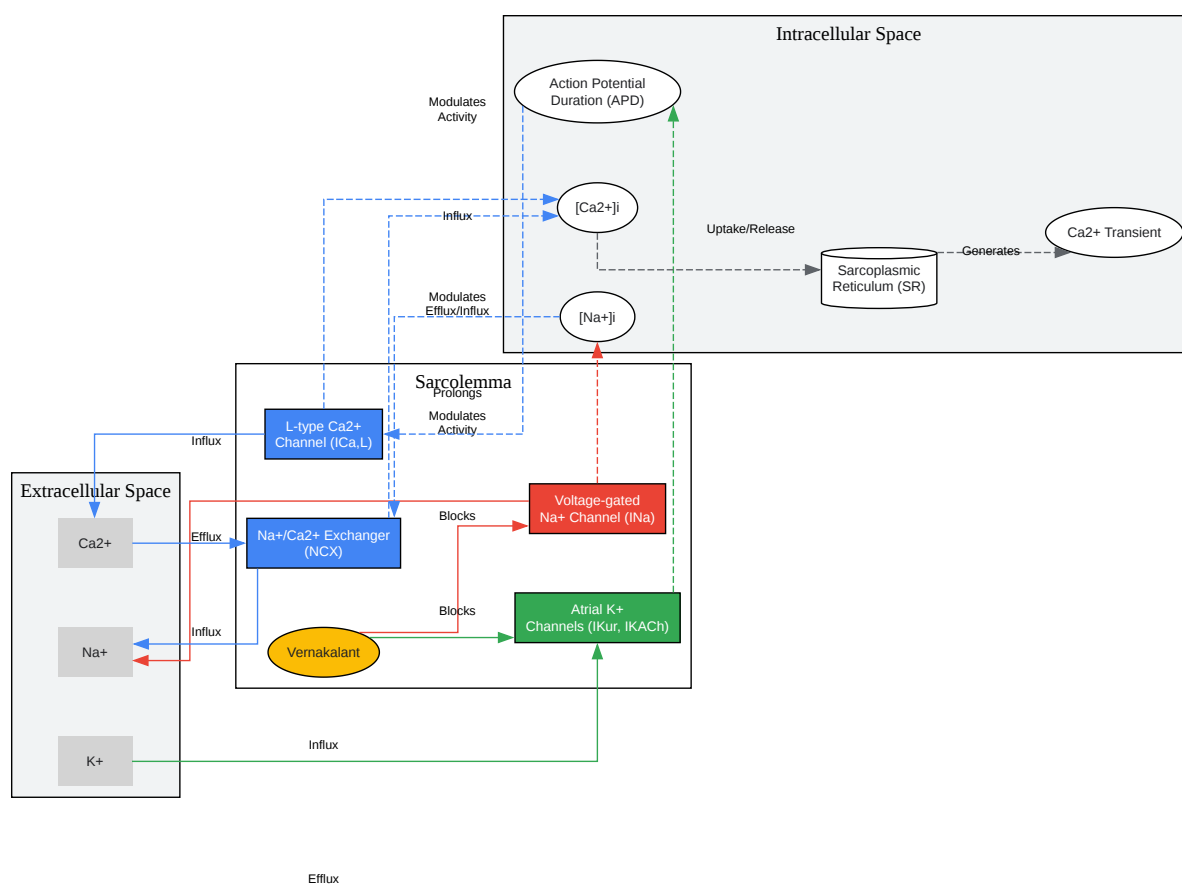 Intracellular Space
Action Potential
Duration (APD)
Modulates
Activity
[Ca2+]i
Influx
Uptake/Release
Ca2+ Transient
Generates
Sarcoplasmic
Reticulum (SR)
Modulates
Efflux/Influx
[Na+]i
Sarcolemma
Prolongs
Modulates
Activity
L-type Ca2+
Channel (ICa,L)
Influx
Extracellular Space
Voltage-gated
Na+ Channel (INa)
Blocks
Ca2+
Efflux
Na+/Ca2+ Exchanger
(NCX)
Atrial K+
Channels (IKur, IKACh)
Blocks
Influx
Na+
Vernakalant
Influx
K+
Efflux